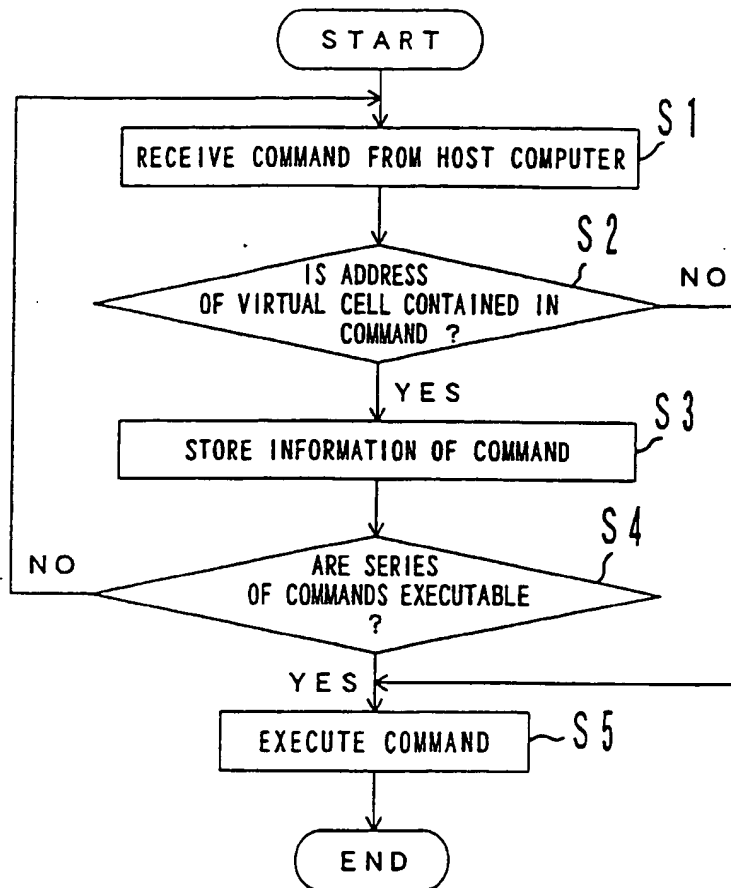 START
S1
RECEIVE COMMAND FROM HOST COMPUTER
S2
IS ADDRESS
OF VIRTUAL CELL CONTAINED IN
COMMAND ?
NO
YES
S3
STORE INFORMATION OF COMMAND
S4
NO
ARE SERIES
OF COMMANDS EXECUTABLE
?
YES
EXECUTE COMMAND
S5
END